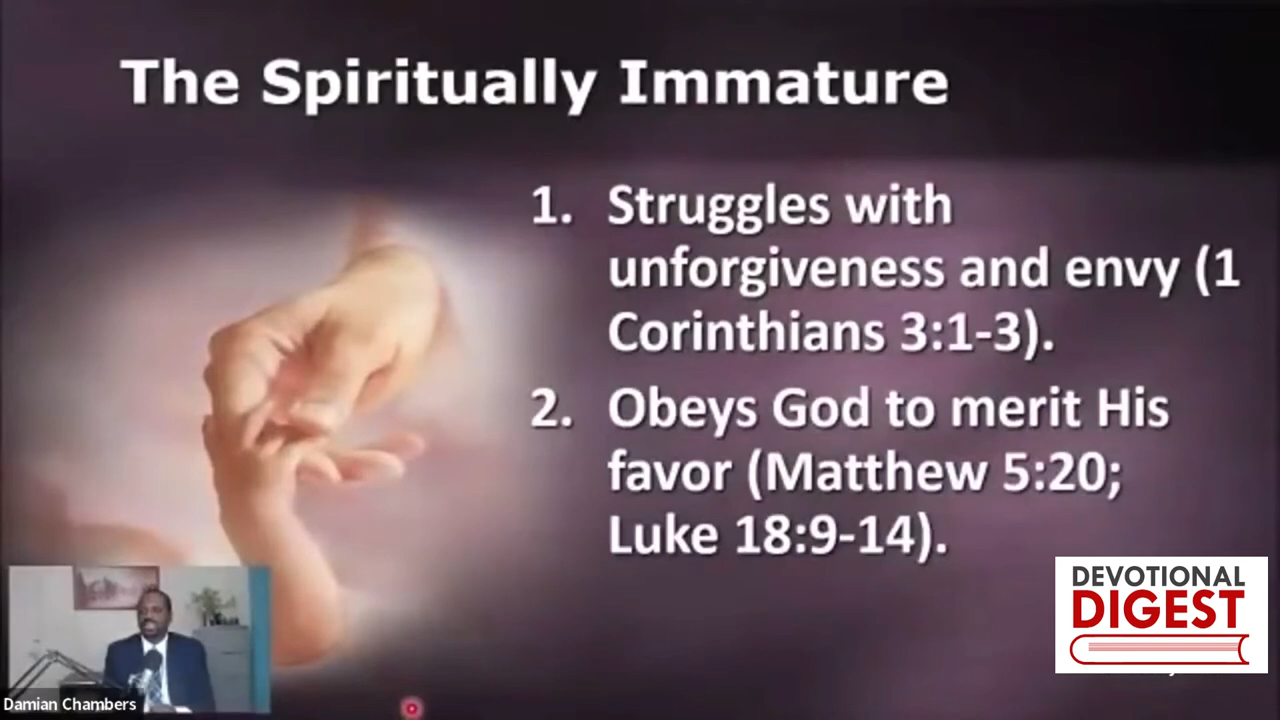 The Spiritually Immature
1. Struggles with
unforgiveness and envy (1
Corinthians 3:1-3).
2. Obeys God to merit His
favor (Matthew 5:20;
Luke 18:9-14).
DEVOTIONAL
DIGEST
Damian Chambers